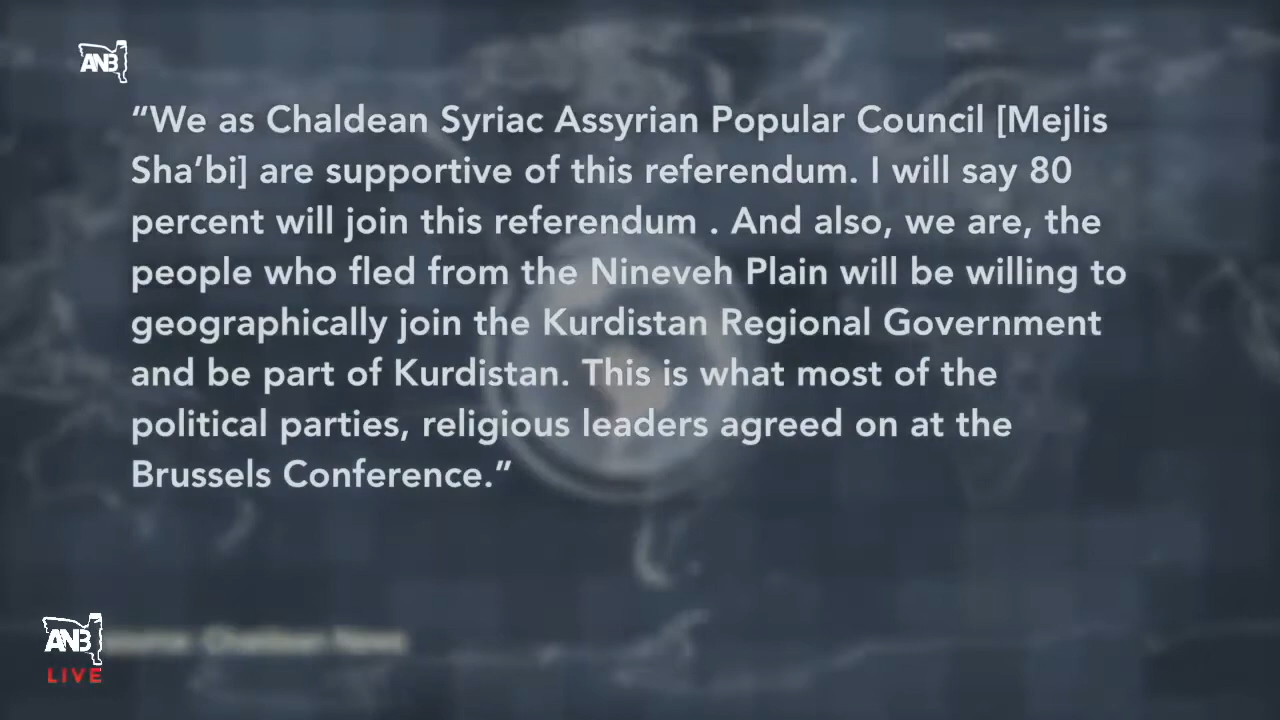 ANB
“We as Chaldean Syriac Assyrian Popular Council [Mejlis
Sha’bi] are supportive of this referendum. I will say 80
percent will join this referendum . And also, we are, the
people who fled from the Nineveh Plain will be willing to
geographically join the Kurdistan Regional Government
and be part of Kurdistan. This is what most of the
political parties, religious leaders agreed on at the
Brussels Conference.”
ANB
LIVE